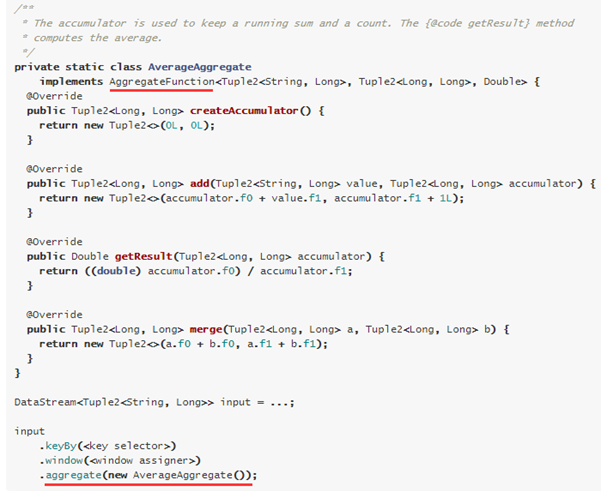 /**
 * The accumulator is used to keep a running sum and a count. The {@code getResult} method
 * computes the average.
 */
private static class AverageAggregate
    implements AggregateFunction<Tuple2<String, Long>, Tuple2<Long, Long>, Double> {
  @Override
  public Tuple2<Long, Long> createAccumulator() {
    return new Tuple2<>(0L, 0L);
  }

  @Override
  public Tuple2<Long, Long> add(Tuple2<String, Long> value, Tuple2<Long, Long> accumulator) {
    return new Tuple2<>(accumulator.f0 + value.f1, accumulator.f1 + 1L);
  }

  @Override
  public Double getResult(Tuple2<Long, Long> accumulator) {
    return ((double) accumulator.f0) / accumulator.f1;
  }

  @Override
  public Tuple2<Long, Long> merge(Tuple2<Long, Long> a, Tuple2<Long, Long> b) {
    return new Tuple2<>(a.f0 + b.f0, a.f1 + b.f1);
  }
}

DataStream<Tuple2<String, Long>> input = ...;

input
    .keyBy(<key selector>)
    .window(<window assigner>)
    .aggregate(new AverageAggregate());